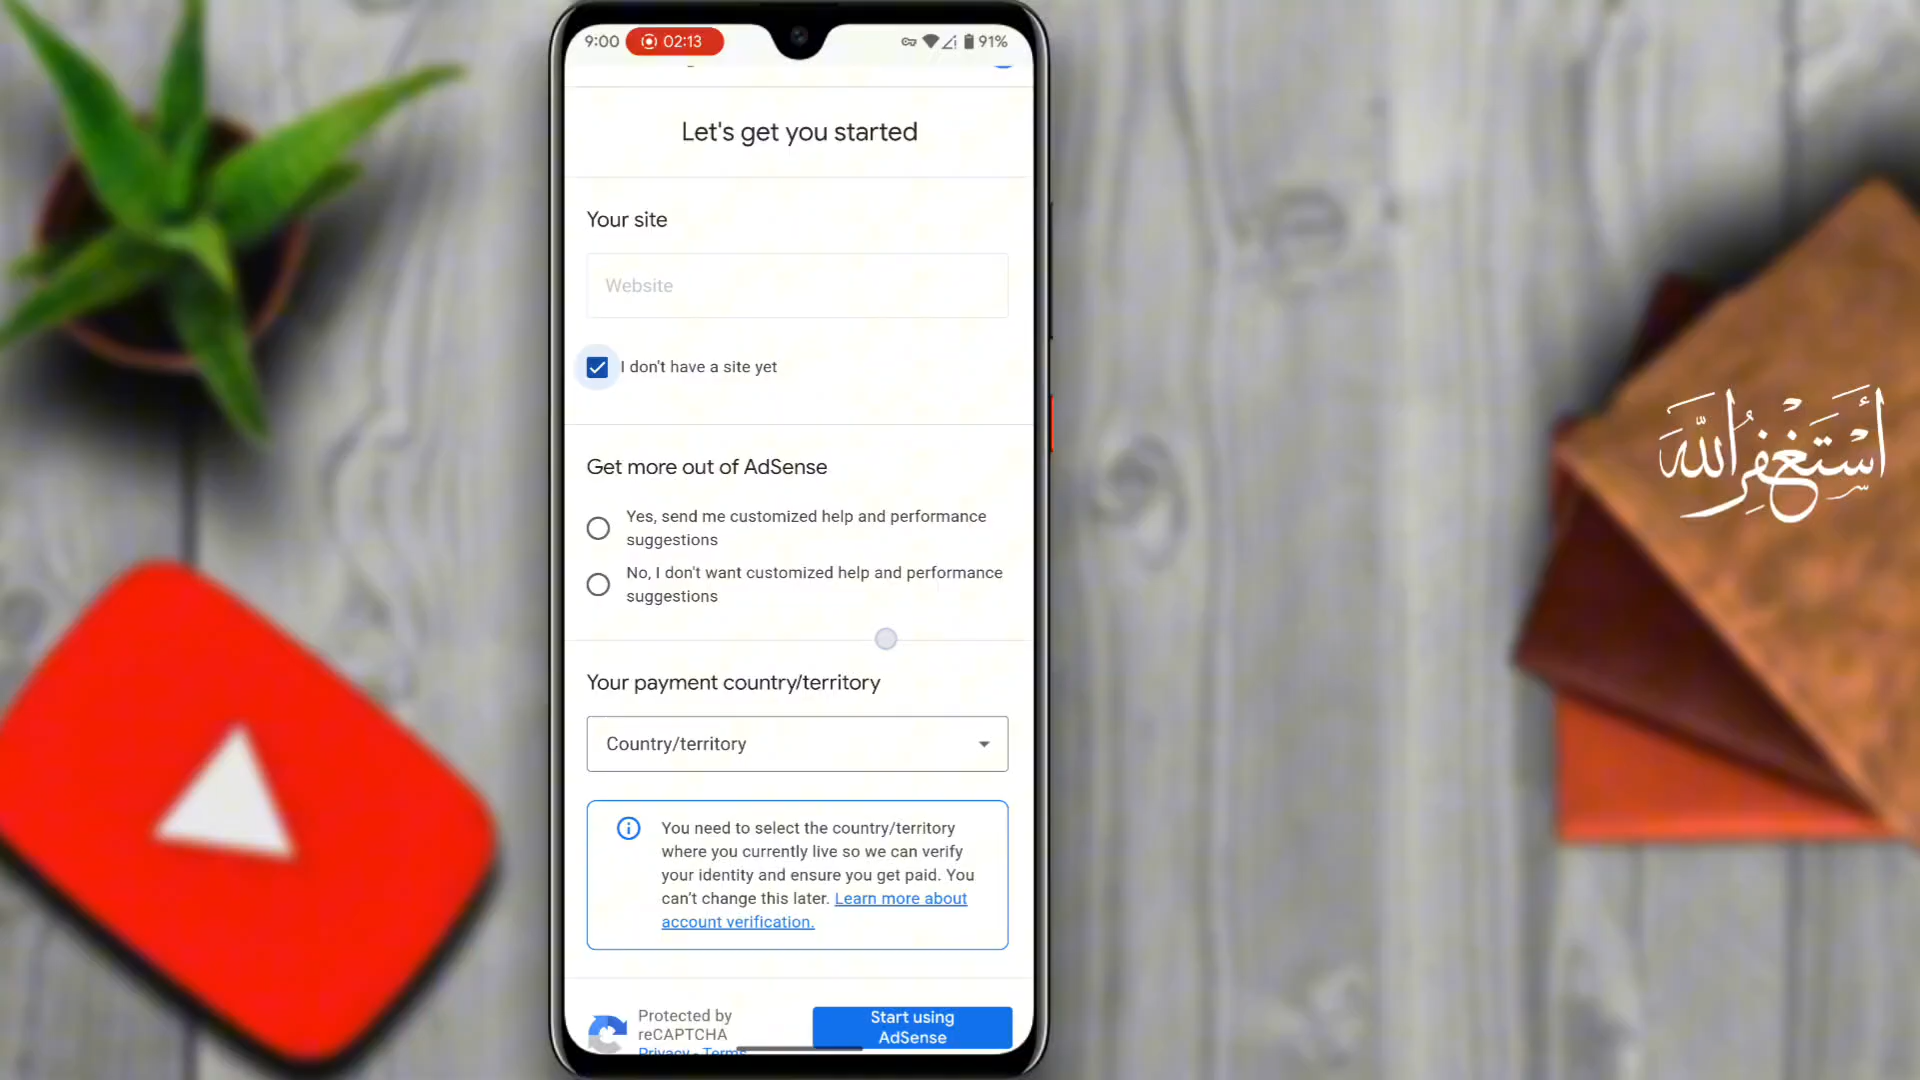 9:00
02:13
91%
Let's get you started
Your site
Website
I don't have a site yet
Get more out of AdSense
Yes, send me customized help and performance
suggestions
No, I don't want customized help and performance
suggestions
Your payment country/territory
Country/territory
You need to select the country/territory
where you currently live so we can verify
your identity and ensure you get paid. You
can't change this later. Learn more about
account verification.
Protected by
reCAPTCHA
Privacy - Terms
Start using
AdSense
أَسْتَغْفِرُ اللَّه